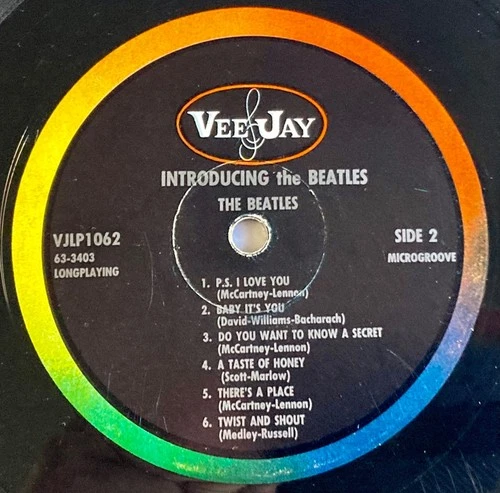 VEE JAY
INTRODUCING the BEATLES
THE BEATLES
VJLP1062
63-3403
LONGPLAYING
SIDE 2
MICROGROOVE
1. P.S. I LOVE YOU
(McCartney-Lennon)
2. BABY IT'S YOU
(David-Williams-Bacharach)
3. DO YOU WANT TO KNOW A SECRET
(McCartney-Lennon)
4. A TASTE OF HONEY
(Scott-Marlow)
5. THERE'S A PLACE
(McCartney-Lennon)
6. TWIST AND SHOUT
(Medley-Russell)